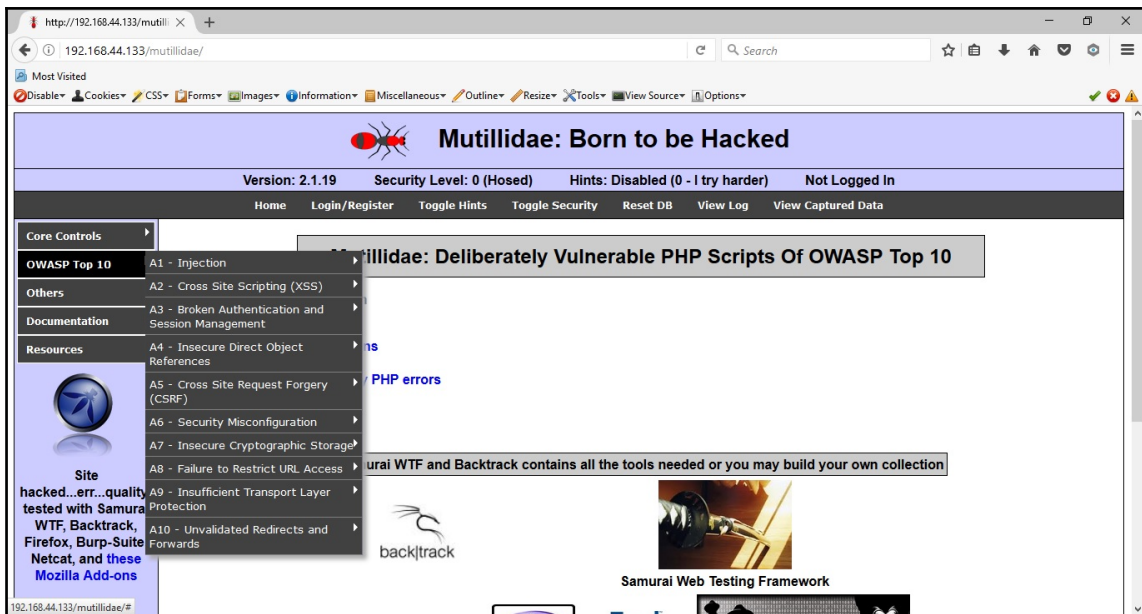 http://192.168.44.133/mutilli
192.168.44.133/mutillidae/
Search
Most Visited
Disable Cookies CSS Forms Images Information Miscellaneous Outline Resize Tools View Source Options
Mutillidae: Born to be Hacked
Version: 2.1.19 Security Level: 0 (Hosed) Hints: Disabled (0 - I try harder) Not Logged In
Home Login/Register Toggle Hints Toggle Security Reset DB View Log View Captured Data
Core Controls
OWASP Top 10
Others
Documentation
Resources
A1 - Injection
A2 - Cross Site Scripting (XSS)
A3 - Broken Authentication and
Session Management
A4 - Insecure Direct Object
References
A5 - Cross Site Request Forgery
(CSRF)
A6 - Security Misconfiguration
A7 - Insecure Cryptographic Storage
A8 - Failure to Restrict URL Access
A9 - Insufficient Transport Layer
Protection
A10 - Unvalidated Redirects and
Forwards
tillidae: Deliberately Vulnerable PHP Scripts Of OWASP Top 10
ns
PHP errors
urai WTF and Backtrack contains all the tools needed or you may build your own collection
back|track
Samurai Web Testing Framework
Site
hacked...err...quality
tested with Samurai
WTF, Backtrack,
Firefox, Burp-Suite
Netcat, and these
Mozilla Add-ons
192.168.44.133/mutillidae/#